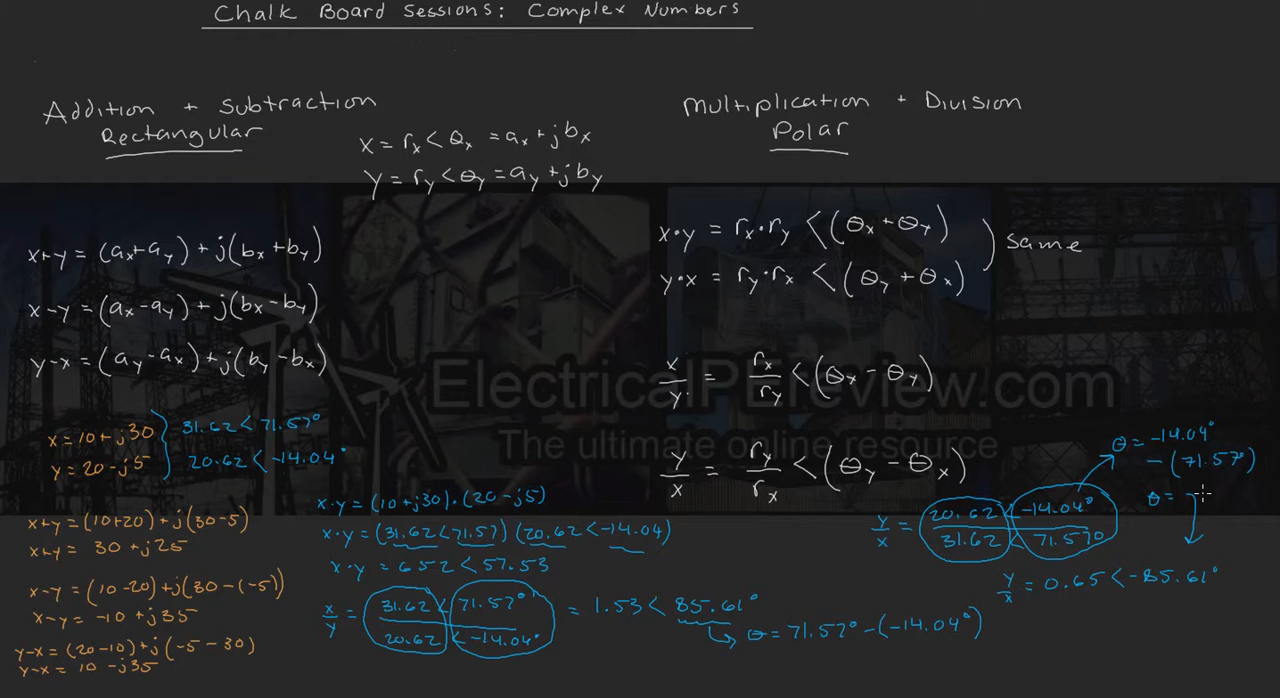 Chalk Board Sessions: Complex Numbers
Addition + Subtraction
Rectangular
x = rx < θx = ax + jbx
y = ry < θy = ay + jby
x+y = (ax+ay) + j(bx+by)
x-y = (ax-ay) + j(bx-by)
y-x = (ay-ax) + j(by-bx)
x = 10 + j30
y = 20 - j5
31.62 < 71.57°
20.62 < -14.04°
x+y = (10+20) + j(30-5)
x+y = 30 + j25
x-y = (10-20) + j(30-(-5))
x-y = -10 + j35
y-x = (20-10) + j(-5-30)
y-x = 10 - j35
Multiplication + Division
Polar
x·y = rx·ry < (θx+θy)
y·x = ry·rx < (θy+θx)
same
x/y = rx/ry < (θx-θy)
y/x = ry/rx < (θy-θx)
ElectricalPEreview.com
The ultimate online resource
x·y = (10+j30)·(20-j5)
x·y = (31.62<71.57)(20.62<-14.04)
x·y = 652 < 57.53
x/y = 31.62 < 71.57° / 20.62 < -14.04° = 1.53 < 85.61°
θ = 71.57° - (-14.04°)
y/x = 20.62 < -14.04° / 31.62 < 71.570
θ = -14.04°
- (71.57°)
θ =
y/x = 0.65 < -85.61°